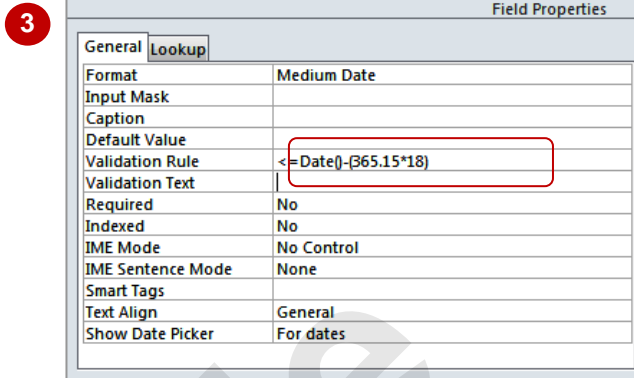 3
Field Properties
General Lookup
Format Medium Date
Input Mask
Caption
Default Value
Validation Rule <=Date()-(365.15*18)
Validation Text
Required No
Indexed No
IME Mode No Control
IME Sentence Mode None
Smart Tags
Text Align General
Show Date Picker For dates